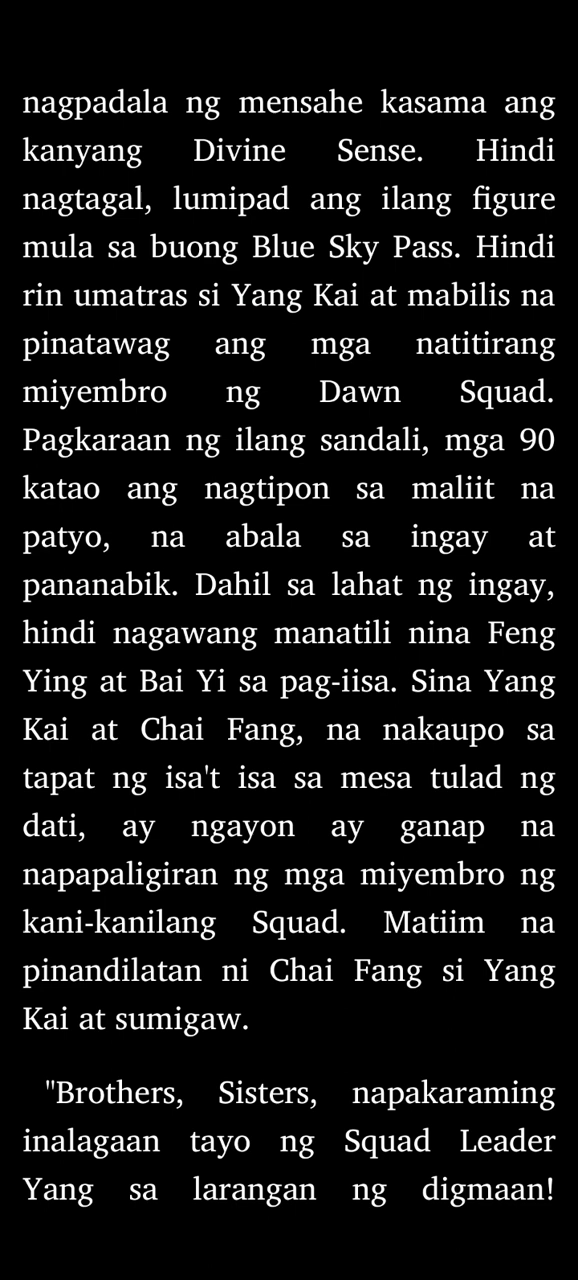 nagpadala ng mensahe kasama ang
kanyang Divine Sense. Hindi
nagtagal, lumipad ang ilang figure
mula sa buong Blue Sky Pass. Hindi
rin umatras si Yang Kai at mabilis na
pinatawag ang mga natitirang
miyembro ng Dawn Squad.
Pagkaraan ng ilang sandali, mga 90
katao ang nagtipon sa maliit na
patyo, na abala sa ingay at
pananabik. Dahil sa lahat ng ingay,
hindi nagawang manatili nina Feng
Ying at Bai Yi sa pag-iisa. Sina Yang
Kai at Chai Fang, na nakaupo sa
tapat ng isa't isa sa mesa tulad ng
dati, ay ngayon ay ganap na
napapaligiran ng mga miyembro ng
kani-kanilang Squad. Matiim na
pinandilatan ni Chai Fang si Yang
Kai at sumigaw.
"Brothers, Sisters, napakaraming
inalagaan tayo ng Squad Leader
Yang sa larangan ng digmaan!